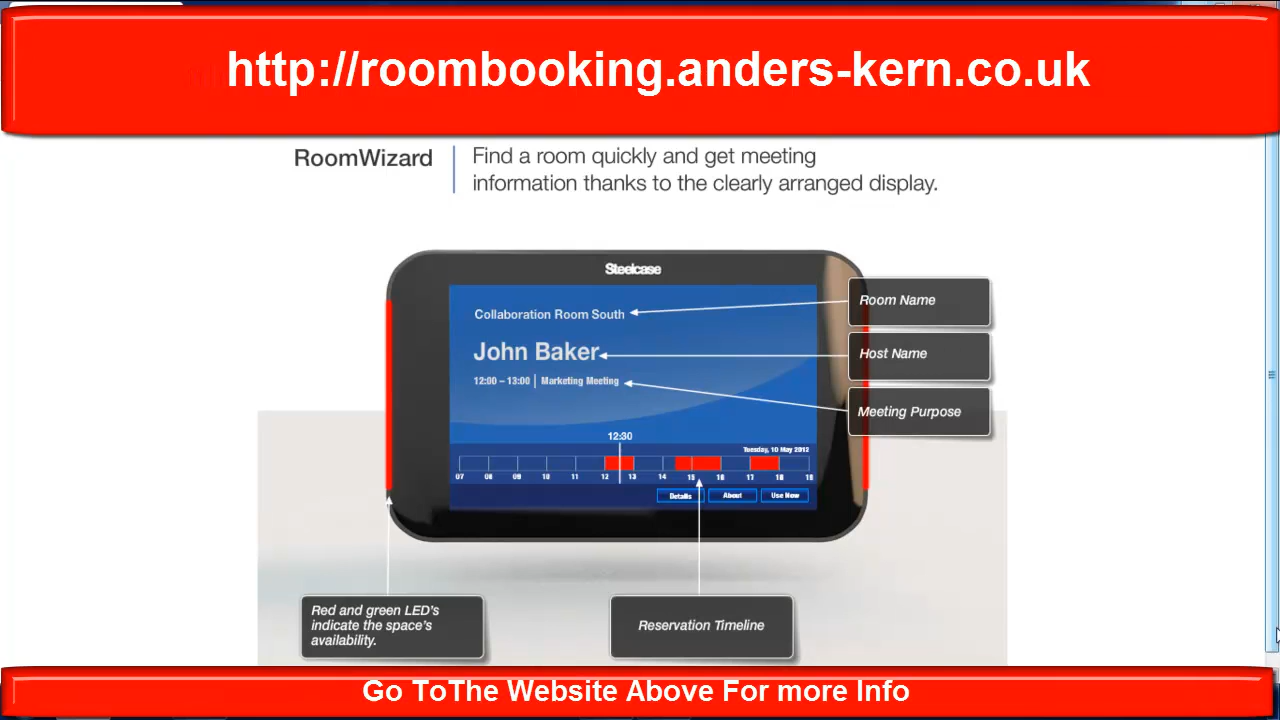 http://roombooking.anders-kern.co.uk
RoomWizard
Find a room quickly and get meeting
information thanks to the clearly arranged display.
Steelcase
Collaboration Room South
Room Name
John Baker
Host Name
12:00 – 13:00 | Marketing Meeting
Meeting Purpose
12:30
Tuesday, 10 May 2012
07 08 09 10 11 12 13 14 15 16 17 18 19
Details About Use Now
Red and green LED's
indicate the space's
availability.
Reservation Timeline
Go ToThe Website Above For more Info